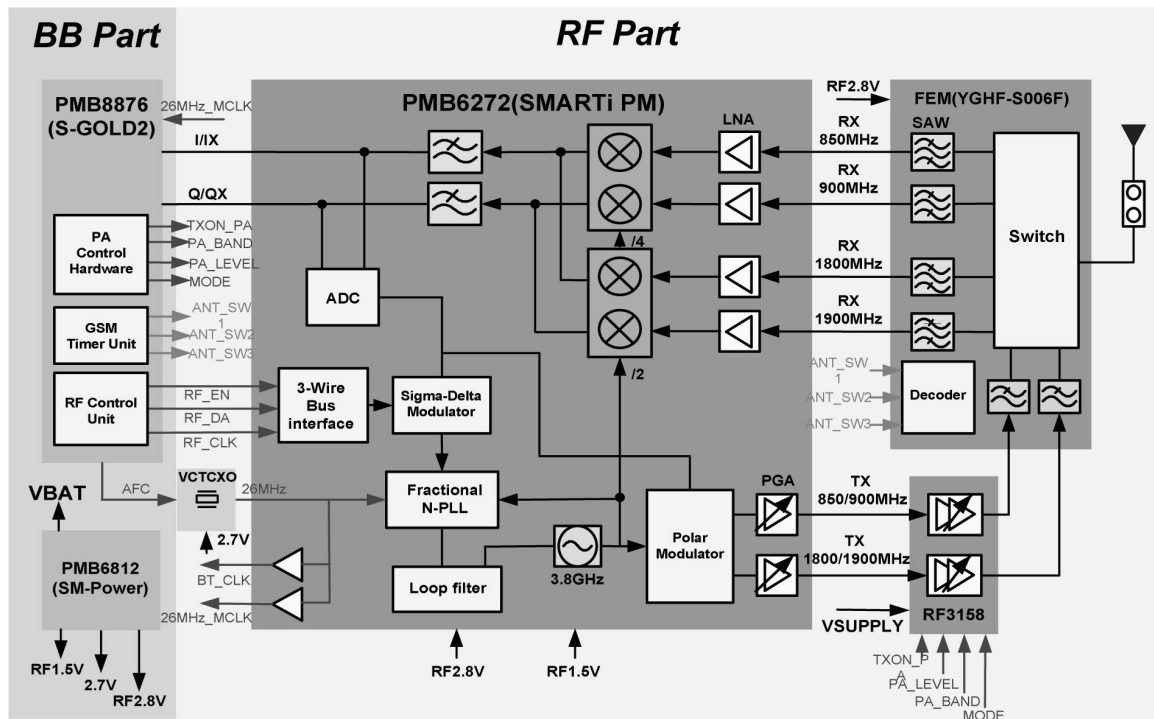 BB Part
RF Part
PMB8876
(S-GOLD2)
26MHz_MCLK
I/IX
Q/QX
PA
Control
Hardware
TXON_PA
PA_BAND
PA_LEVEL
MODE
GSM
Timer Unit
ANT_SW
1
ANT_SW2
ANT_SW3
RF Control
Unit
RF_EN
RF_DA
RF_CLK
VBAT
AFC
VCTCXO
26MHz
2.7V
PMB6812
(SM-Power)
BT_CLK
26MHz_MCLK
RF1.5V
2.7V
RF2.8V
PMB6272(SMARTi PM)
LNA
ADC
/4
/2
3-Wire
Bus
interface
Sigma-Delta
Modulator
Fractional
N-PLL
Loop filter
3.8GHz
Polar
Modulator
PGA
RF2.8V
RF1.5V
RF2.8V
RX
850MHz
RX
900MHz
RX
1800MHz
RX
1900MHz
FEM(YGHF-S006F)
SAW
Switch
ANT_SW
1
ANT_SW2
ANT_SW3
Decoder
TX
850/900MHz
TX
1800/1900MHz
VSUPPLY
RF3158
TXON_P
A
PA_LEVEL
PA_BAND
MODE